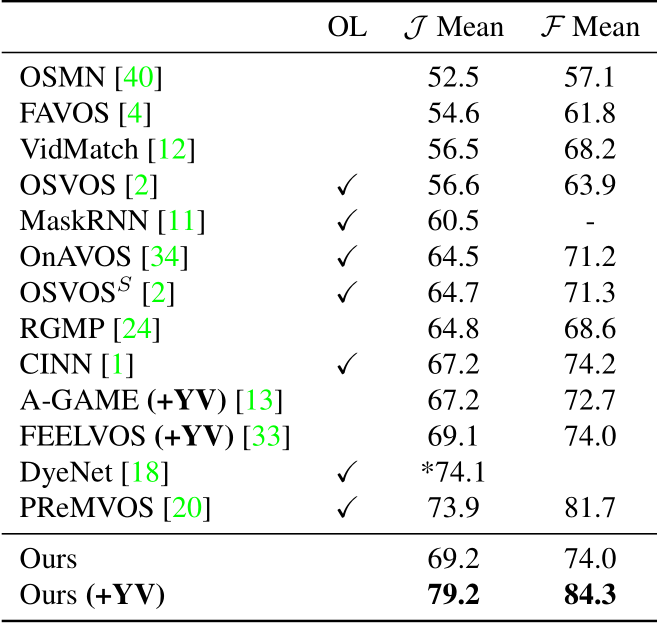 OL 𝒥 Mean ℱ Mean
OSMN [40] 52.5 57.1
FAVOS [4] 54.6 61.8
VidMatch [12] 56.5 68.2
OSVOS [2] ✓ 56.6 63.9
MaskRNN [11] ✓ 60.5 -
OnAVOS [34] ✓ 64.5 71.2
OSVOSˢ [2] ✓ 64.7 71.3
RGMP [24] 64.8 68.6
CINN [1] ✓ 67.2 74.2
A-GAME (+YV) [13] 67.2 72.7
FEELVOS (+YV) [33] 69.1 74.0
DyeNet [18] ✓ *74.1
PReMVOS [20] ✓ 73.9 81.7
Ours 69.2 74.0
Ours (+YV) 79.2 84.3